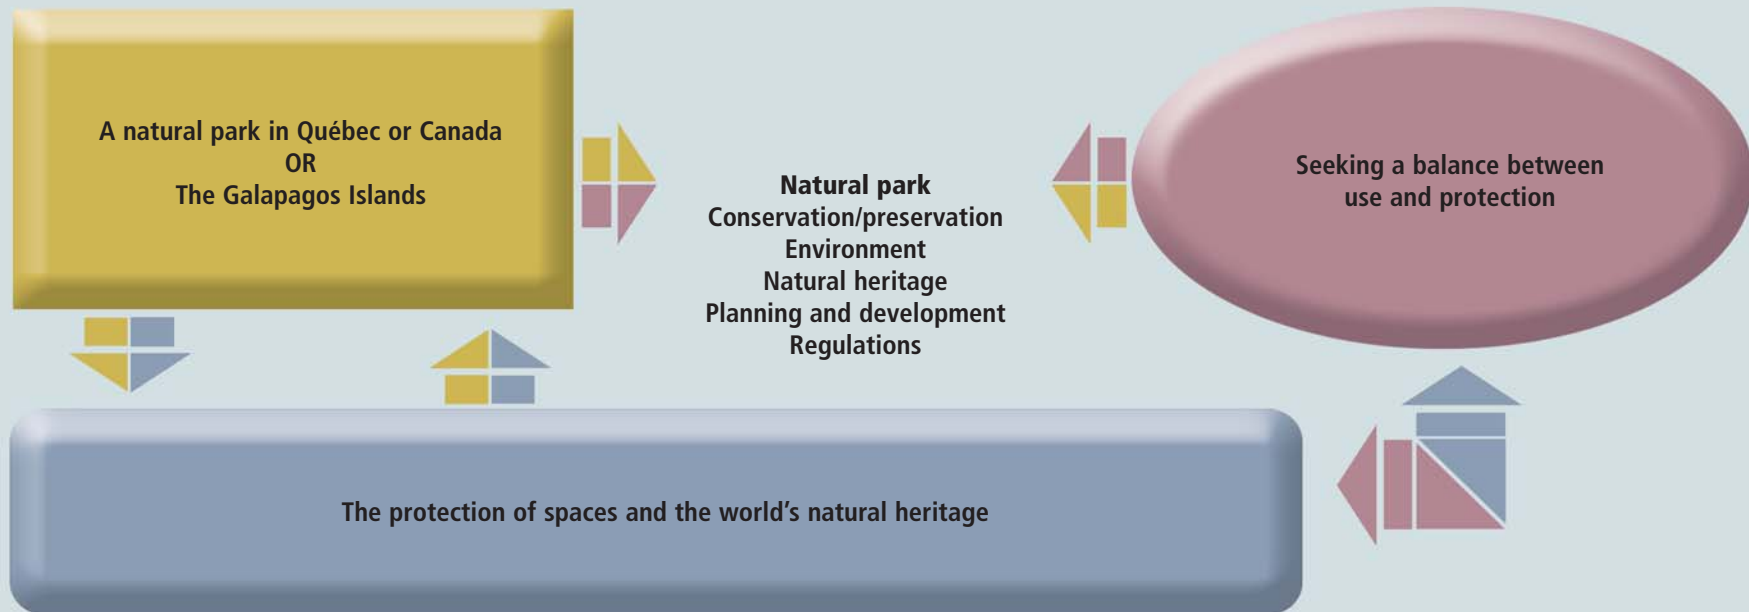 A natural park in Québec or Canada
OR
The Galapagos Islands
Natural park
Conservation/preservation
Environment
Natural heritage
Planning and development
Regulations
Seeking a balance between
use and protection
The protection of spaces and the world’s natural heritage